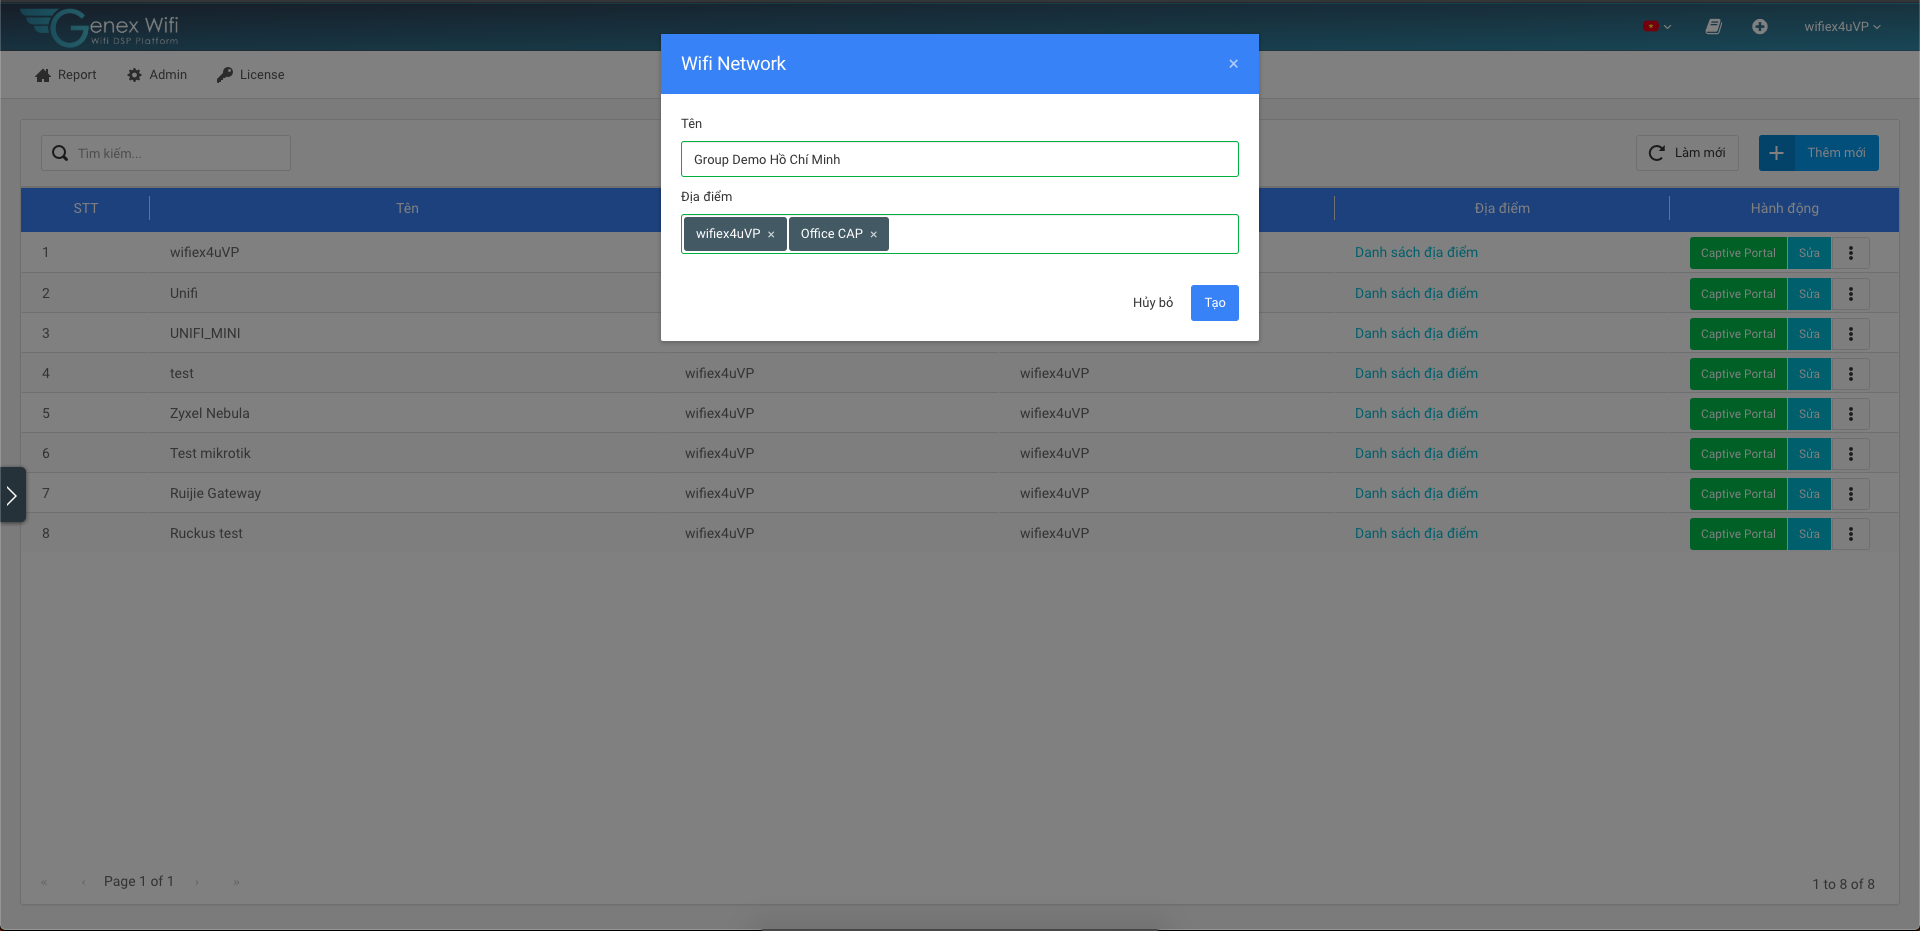 Genex Wifi
Wifi DSP Platform
wifiex4uVP
Report
Admin
License
Wifi Network
×
Tên
Group Demo Hồ Chí Minh
Địa điểm
wifiex4uVP ×
Office CAP ×
Hủy bỏ
Tạo
Tìm kiếm...
Làm mới
Thêm mới
STT Tên Địa điểm Hành động
1 wifiex4uVP Danh sách địa điểm Captive Portal Sửa
2 Unifi Danh sách địa điểm Captive Portal Sửa
3 UNIFI_MINI Danh sách địa điểm Captive Portal Sửa
4 test wifiex4uVP wifiex4uVP Danh sách địa điểm Captive Portal Sửa
5 Zyxel Nebula wifiex4uVP wifiex4uVP Danh sách địa điểm Captive Portal Sửa
6 Test mikrotik wifiex4uVP wifiex4uVP Danh sách địa điểm Captive Portal Sửa
7 Ruijie Gateway wifiex4uVP wifiex4uVP Danh sách địa điểm Captive Portal Sửa
8 Ruckus test wifiex4uVP wifiex4uVP Danh sách địa điểm Captive Portal Sửa
« ‹ Page 1 of 1 › »
1 to 8 of 8